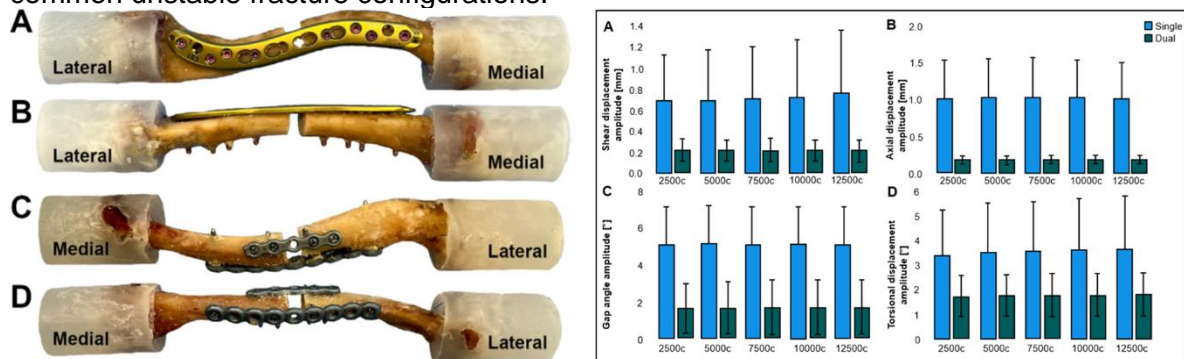 common unstable fracture configurations.
A
Lateral
Medial
B
Lateral
Medial
C
Medial
Lateral
D
Medial
Lateral
A
Shear displacement
amplitude [mm]
1.4
1.2
1.0
0.8
0.6
0.4
0.2
0.0
2500c 5000c 7500c 10000c 12500c
B
Single
Dual
Axial displacement
amplitude [mm]
2.0
1.5
1.0
0.5
0.0
2500c 5000c 7500c 10000c 12500c
C
Gap angle amplitude [°]
8
6
4
2
0
2500c 5000c 7500c 10000c 12500c
D
Torsional displacement
amplitude [°]
6
5
4
3
2
1
0
2500c 5000c 7500c 10000c 12500c